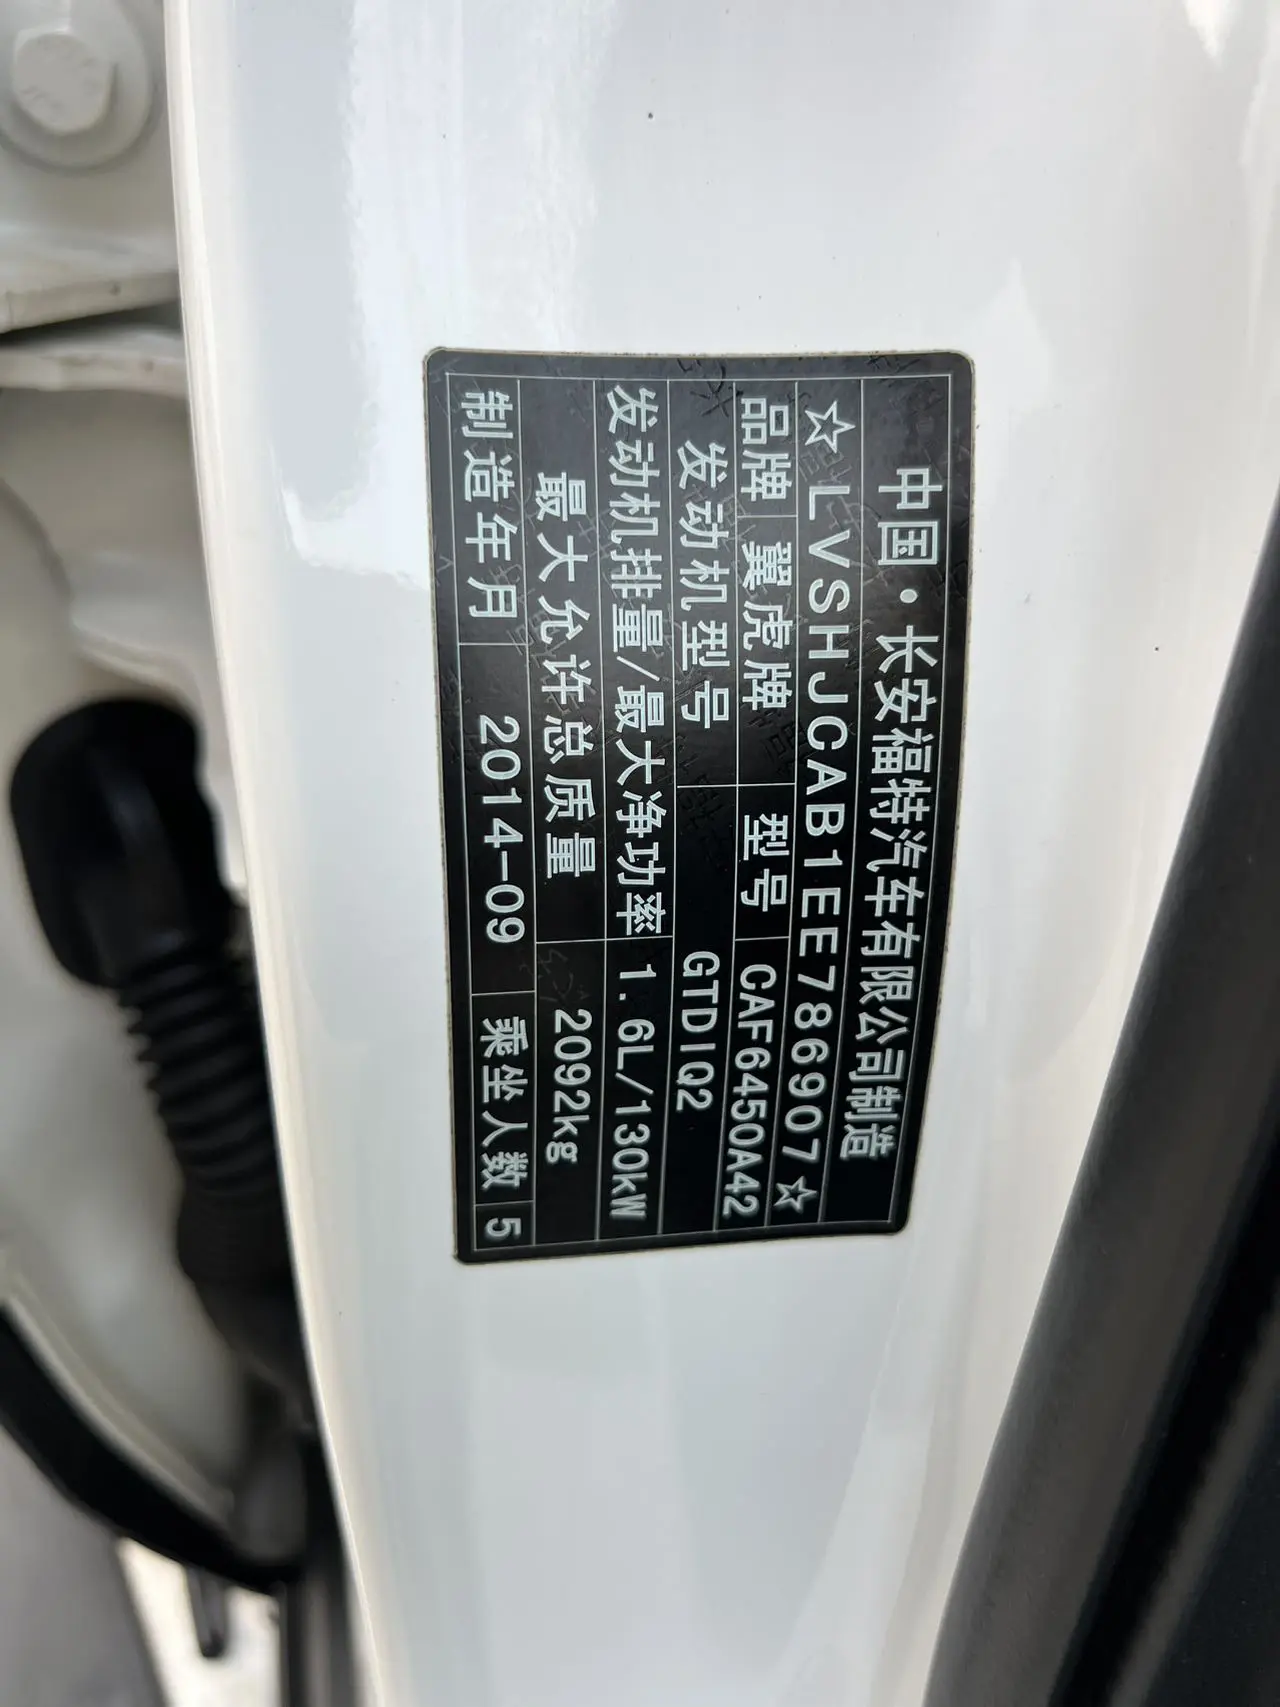 中国·长安福特汽车有限公司制造
☆LVSHJCAB1EE786907☆
品牌 翼虎牌 型号 CAF6450A42
发动机型号 GTDIQ2
发动机排量/最大净功率 1.6L/130kW
最大允许总质量 2092kg
制造年月 2014-09 乘坐人数 5